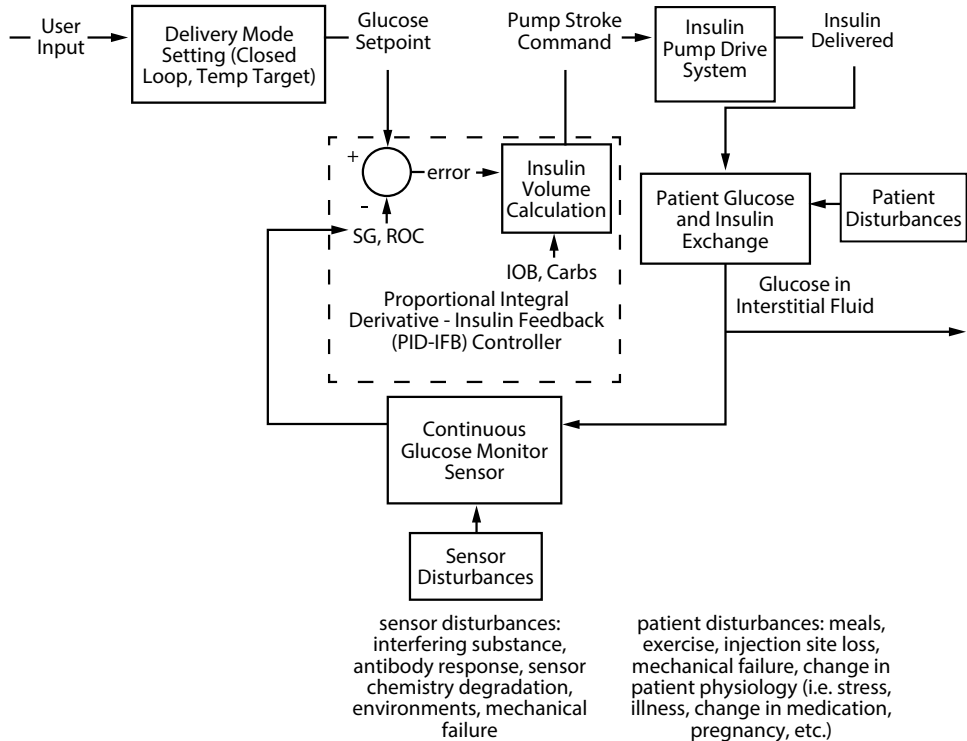 User
Input
Delivery Mode
Setting (Closed
Loop, Temp Target)
Glucose
Setpoint
Pump Stroke
Command
Insulin
Pump Drive
System
Insulin
Delivered
+
-
error
SG, ROC
Insulin
Volume
Calculation
IOB, Carbs
Proportional Integral
Derivative - Insulin Feedback
(PID-IFB) Controller
Patient Glucose
and Insulin
Exchange
Patient
Disturbances
Glucose in
Interstitial Fluid
Continuous
Glucose Monitor
Sensor
Sensor
Disturbances
sensor disturbances:
interfering substance,
antibody response, sensor
chemistry degradation,
environments, mechanical
failure
patient disturbances: meals,
exercise, injection site loss,
mechanical failure, change in
patient physiology (i.e. stress,
illness, change in medication,
pregnancy, etc.)